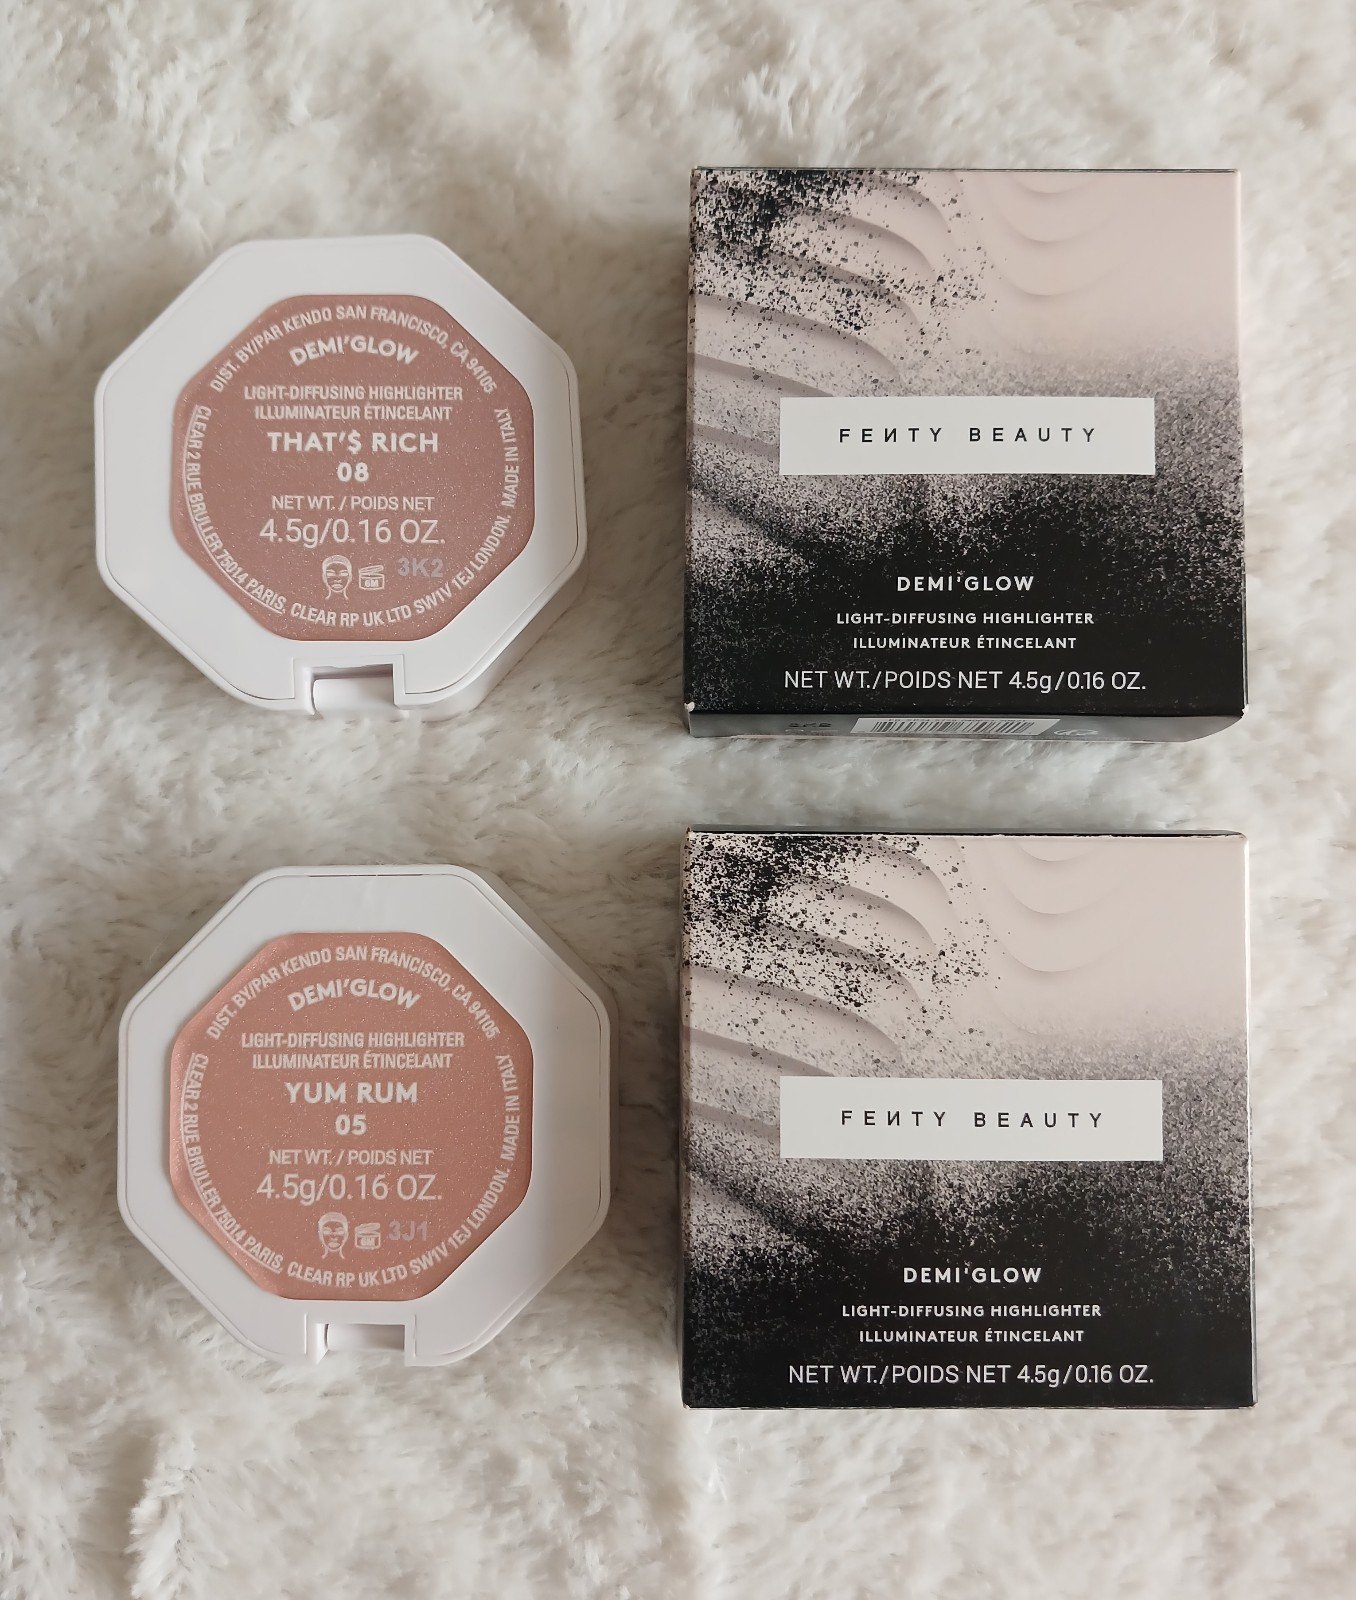 DIST. BY/PAR KENDO SAN FRANCISCO, CA 94105
DEMI'GLOW
LIGHT-DIFFUSING HIGHLIGHTER
ILLUMINATEUR ÉTINCELANT
THAT'$ RICH
08
NET WT. / POIDS NET
4.5g/0.16 OZ.
6M 3K2
CLEAR 2 RUE BRULLER 75014 PARIS. CLEAR RP UK LTD SW1V 1EJ LONDON. MADE IN ITALY
FEИTY BEAUTY
DEMI'GLOW
LIGHT-DIFFUSING HIGHLIGHTER
ILLUMINATEUR ÉTINCELANT
NET WT./POIDS NET 4.5g/0.16 OZ.
DIST. BY/PAR KENDO SAN FRANCISCO, CA 94105
DEMI'GLOW
LIGHT-DIFFUSING HIGHLIGHTER
ILLUMINATEUR ÉTINCELANT
YUM RUM
05
NET WT. / POIDS NET
4.5g/0.16 OZ.
6M 3J1
CLEAR 2 RUE BRULLER 75014 PARIS. CLEAR RP UK LTD SW1V 1EJ LONDON. MADE IN ITALY
FEИTY BEAUTY
DEMI'GLOW
LIGHT-DIFFUSING HIGHLIGHTER
ILLUMINATEUR ÉTINCELANT
NET WT./POIDS NET 4.5g/0.16 OZ.